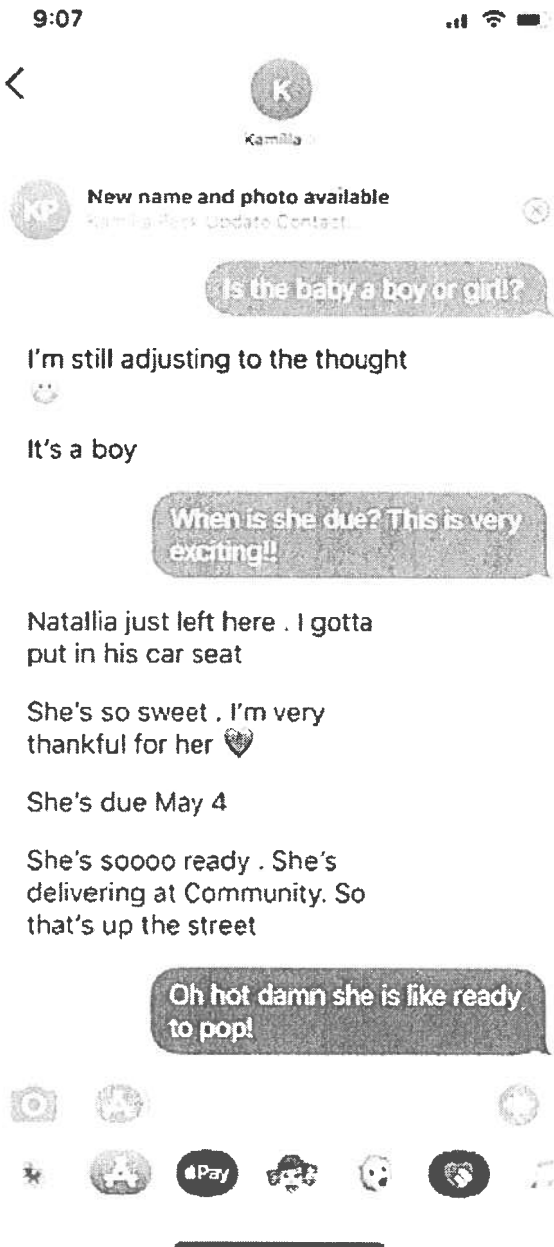 9:07
K
Kamilla
KP
New name and photo available
Update Contact...
Is the baby a boy or girl!?
I'm still adjusting to the thought
It's a boy
When is she due? This is very
exciting!!
Natallia just left here . I gotta
put in his car seat
She's so sweet . I'm very
thankful for her
She's due May 4
She's soooo ready . She's
delivering at Community. So
that's up the street
Oh hot damn she is like ready
to pop!
Pay